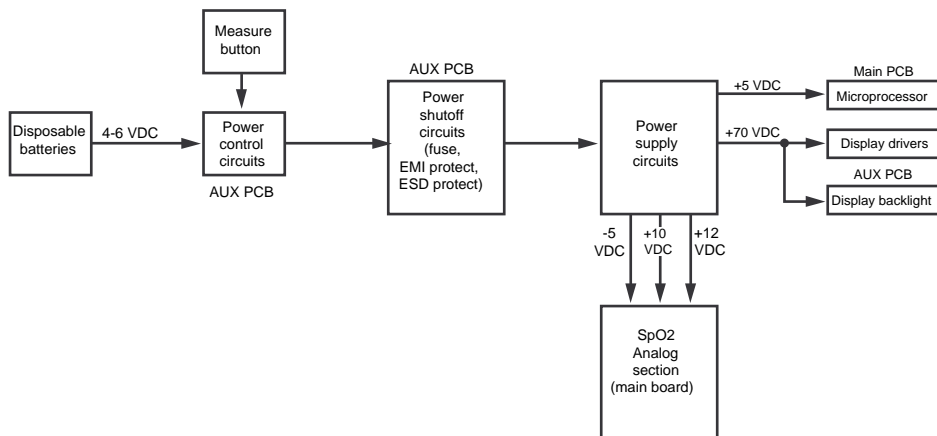 Measure
button
Disposable
batteries
4-6 VDC
Power
control
circuits
AUX PCB
AUX PCB
Power
shutoff
circuits
(fuse,
EMI protect,
ESD protect)
Power
supply
circuits
+5 VDC
Main PCB
Microprocessor
+70 VDC
Display drivers
AUX PCB
Display backlight
-5
VDC
+10
VDC
+12
VDC
SpO2
Analog
section
(main board)